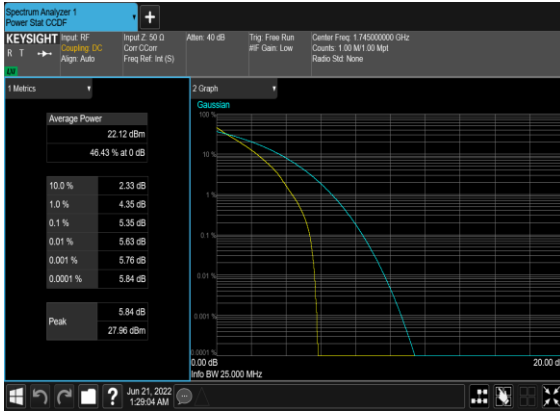 Spectrum Analyzer 1
Power Stat CCDF
+
KEYSIGHT
R T
LW
Input: RF
Coupling: DC
Align: Auto
Input Z: 50 Ω
Corr CCorr
Freq Ref: Int (S)
Atten: 40 dB
Trig: Free Run
#IF Gain: Low
Center Freq: 1.745000000 GHz
Counts: 1.00 M/1.00 Mpt
Radio Std: None
1 Metrics
Average Power
22.12 dBm
46.43 % at 0 dB
10.0 % 2.33 dB
1.0 % 4.35 dB
0.1 % 5.35 dB
0.01 % 5.63 dB
0.001 % 5.76 dB
0.0001 % 5.84 dB
Peak
5.84 dB
27.96 dBm
2 Graph
Gaussian
100 %
10 %
1 %
0.1 %
0.01 %
0.001 %
0.0001 %
0.00 dB
20.00 d
Info BW 25.000 MHz
?
Jun 21, 2022
1:29:04 AM